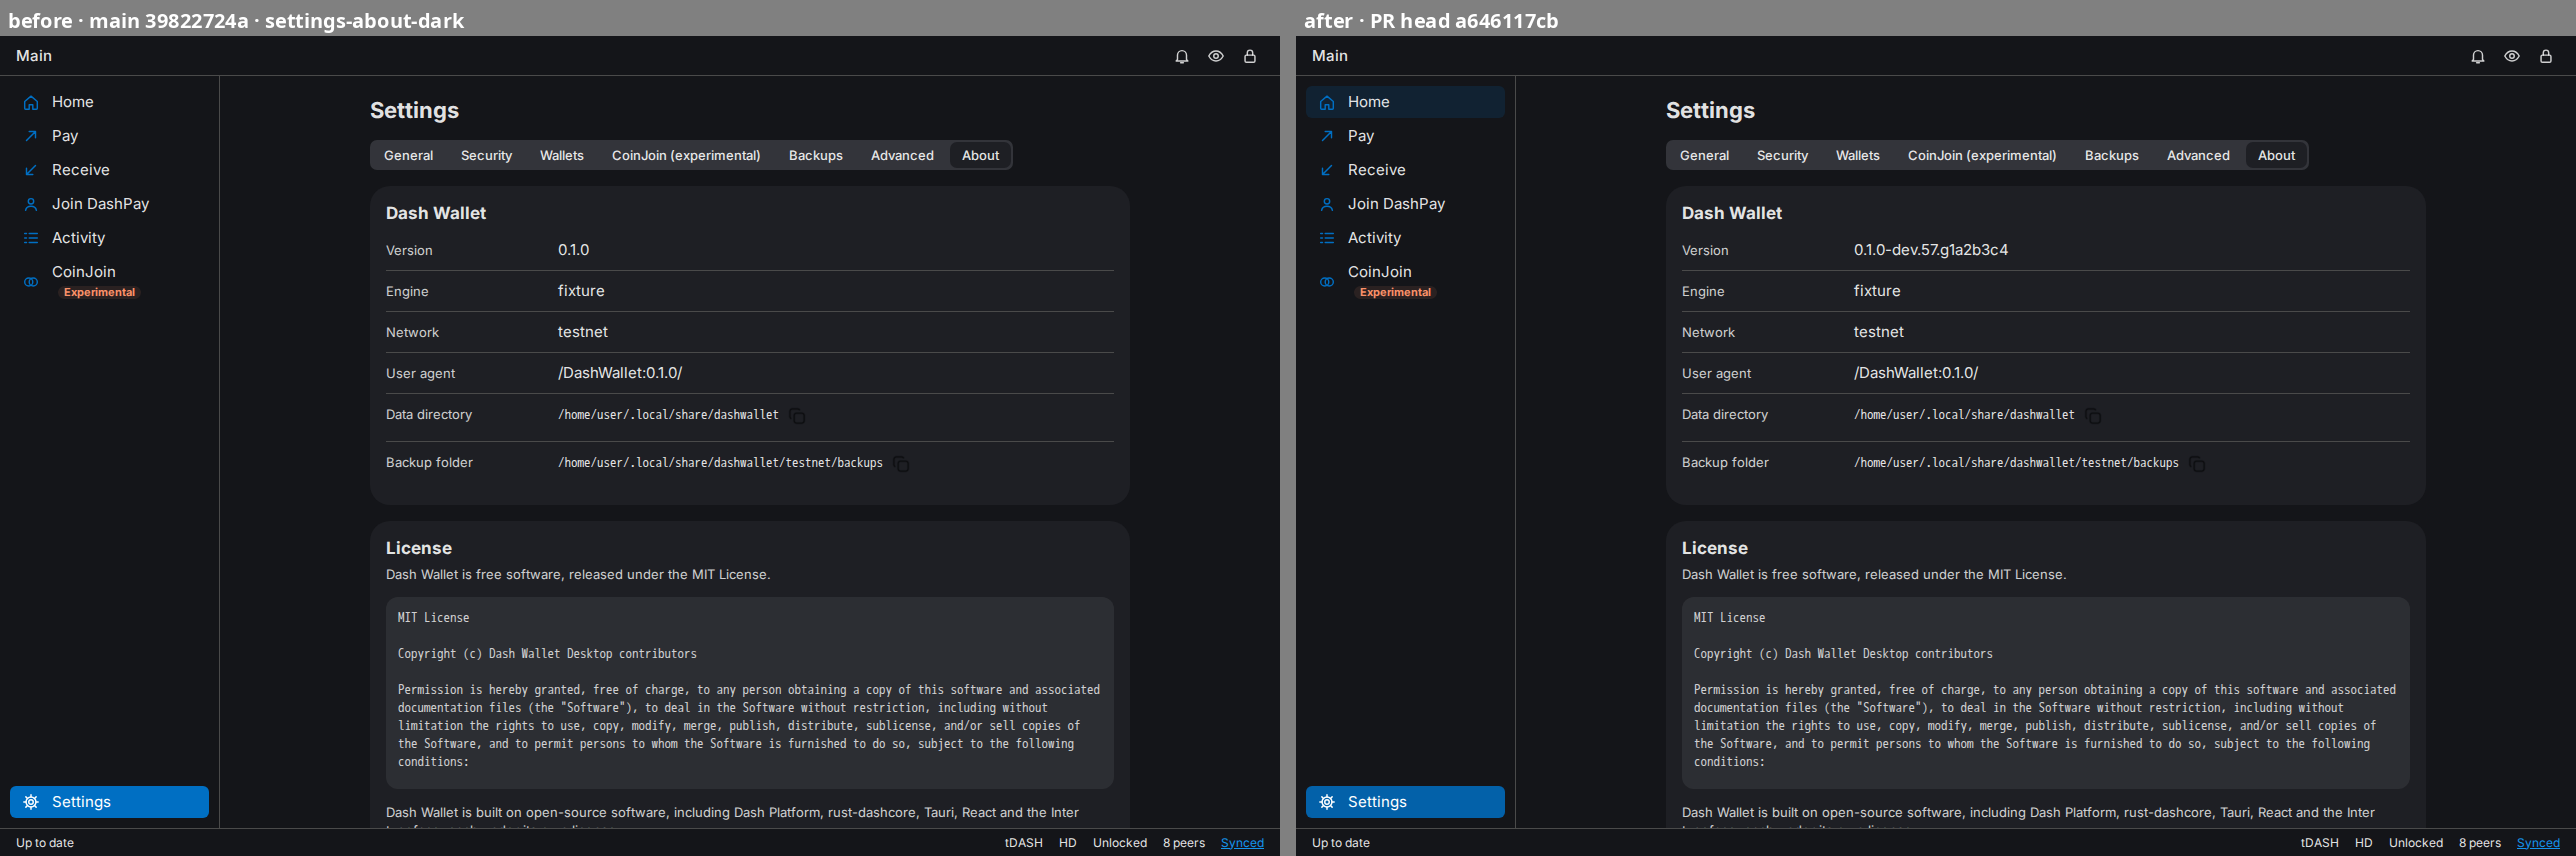 before · main 39822724a · settings-about-dark
Main
Home
Pay
Receive
Join DashPay
Activity
CoinJoin
Experimental
Settings
Settings
General Security Wallets CoinJoin (experimental) Backups Advanced About
Dash Wallet
Version 0.1.0
Engine fixture
Network testnet
User agent /DashWallet:0.1.0/
Data directory /home/user/.local/share/dashwallet
Backup folder /home/user/.local/share/dashwallet/testnet/backups
License
Dash Wallet is free software, released under the MIT License.
MIT License
Copyright (c) Dash Wallet Desktop contributors
Permission is hereby granted, free of charge, to any person obtaining a copy of this software and associated
documentation files (the "Software"), to deal in the Software without restriction, including without
limitation the rights to use, copy, modify, merge, publish, distribute, sublicense, and/or sell copies of
the Software, and to permit persons to whom the Software is furnished to do so, subject to the following
conditions:
Dash Wallet is built on open-source software, including Dash Platform, rust-dashcore, Tauri, React and the Inter
Up to date tDASH HD Unlocked 8 peers Synced
after · PR head a646117cb
Main
Home
Pay
Receive
Join DashPay
Activity
CoinJoin
Experimental
Settings
Settings
General Security Wallets CoinJoin (experimental) Backups Advanced About
Dash Wallet
Version 0.1.0-dev.57.g1a2b3c4
Engine fixture
Network testnet
User agent /DashWallet:0.1.0/
Data directory /home/user/.local/share/dashwallet
Backup folder /home/user/.local/share/dashwallet/testnet/backups
License
Dash Wallet is free software, released under the MIT License.
MIT License
Copyright (c) Dash Wallet Desktop contributors
Permission is hereby granted, free of charge, to any person obtaining a copy of this software and associated
documentation files (the "Software"), to deal in the Software without restriction, including without
limitation the rights to use, copy, modify, merge, publish, distribute, sublicense, and/or sell copies of
the Software, and to permit persons to whom the Software is furnished to do so, subject to the following
conditions:
Dash Wallet is built on open-source software, including Dash Platform, rust-dashcore, Tauri, React and the Inter
Up to date tDASH HD Unlocked 8 peers Synced